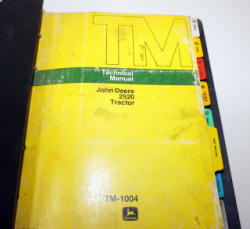 TM
Technical
Manual
John Deere
2520
Tractor
TM-1004